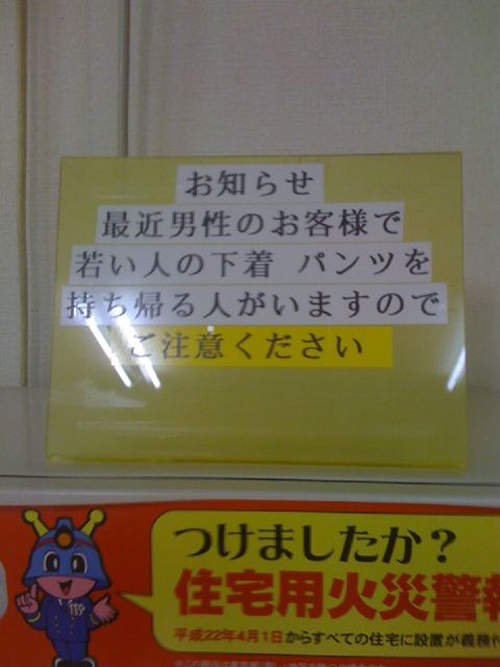 お知らせ
最近男性のお客様で
若い人の下着 パンツを
持ち帰る人がいますので
ご注意ください
つけましたか?
住宅用火災警報
平成22年4月1日からすべての住宅に設置が義務付